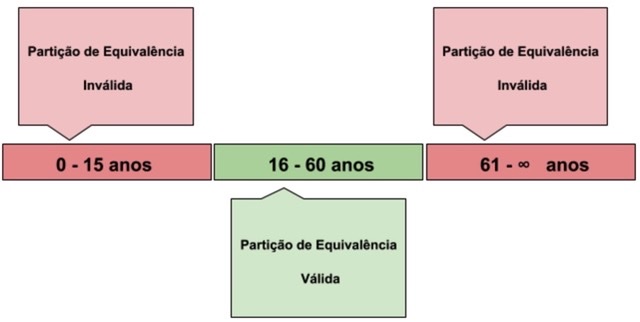 Partição de Equivalência
Inválida
Partição de Equivalência
Inválida
0 - 15 anos
16 - 60 anos
61 - ∞ anos
Partição de Equivalência
Válida